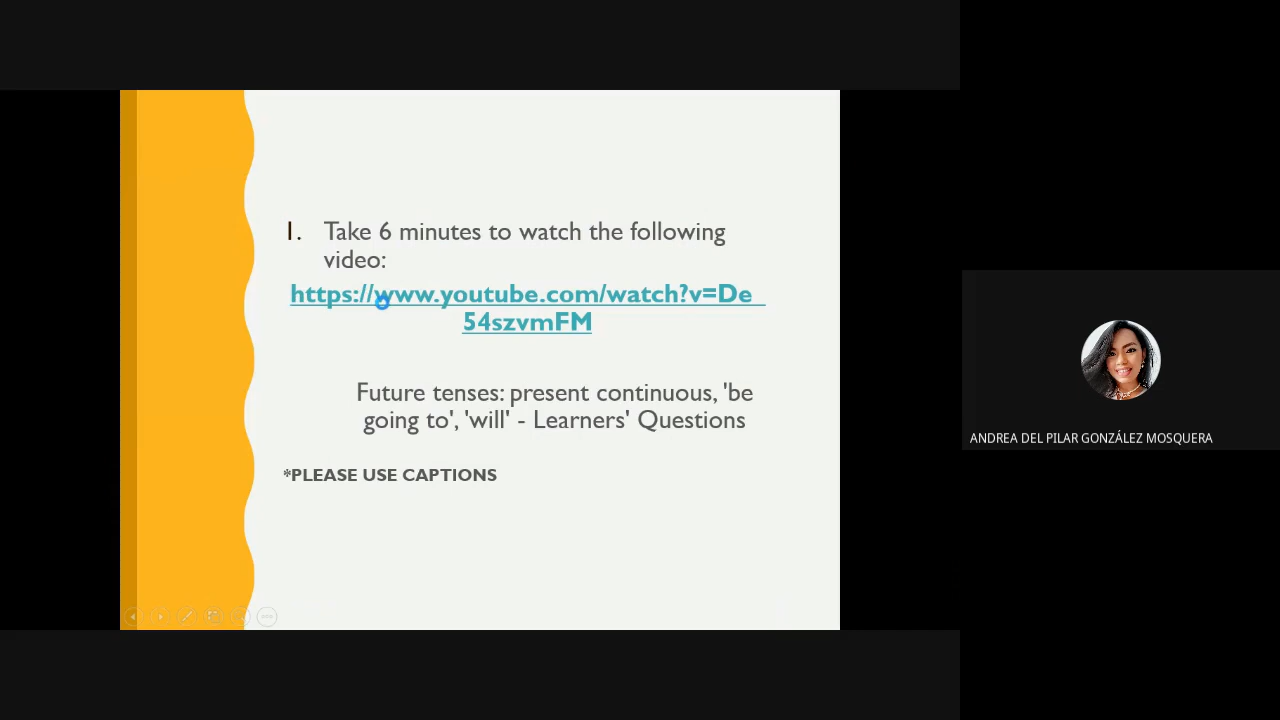 1. Take 6 minutes to watch the following
video:
https://www.youtube.com/watch?v=De_
54szvmFM
Future tenses: present continuous, 'be
going to', 'will' - Learners' Questions
*PLEASE USE CAPTIONS
ANDREA DEL PILAR GONZÁLEZ MOSQUERA